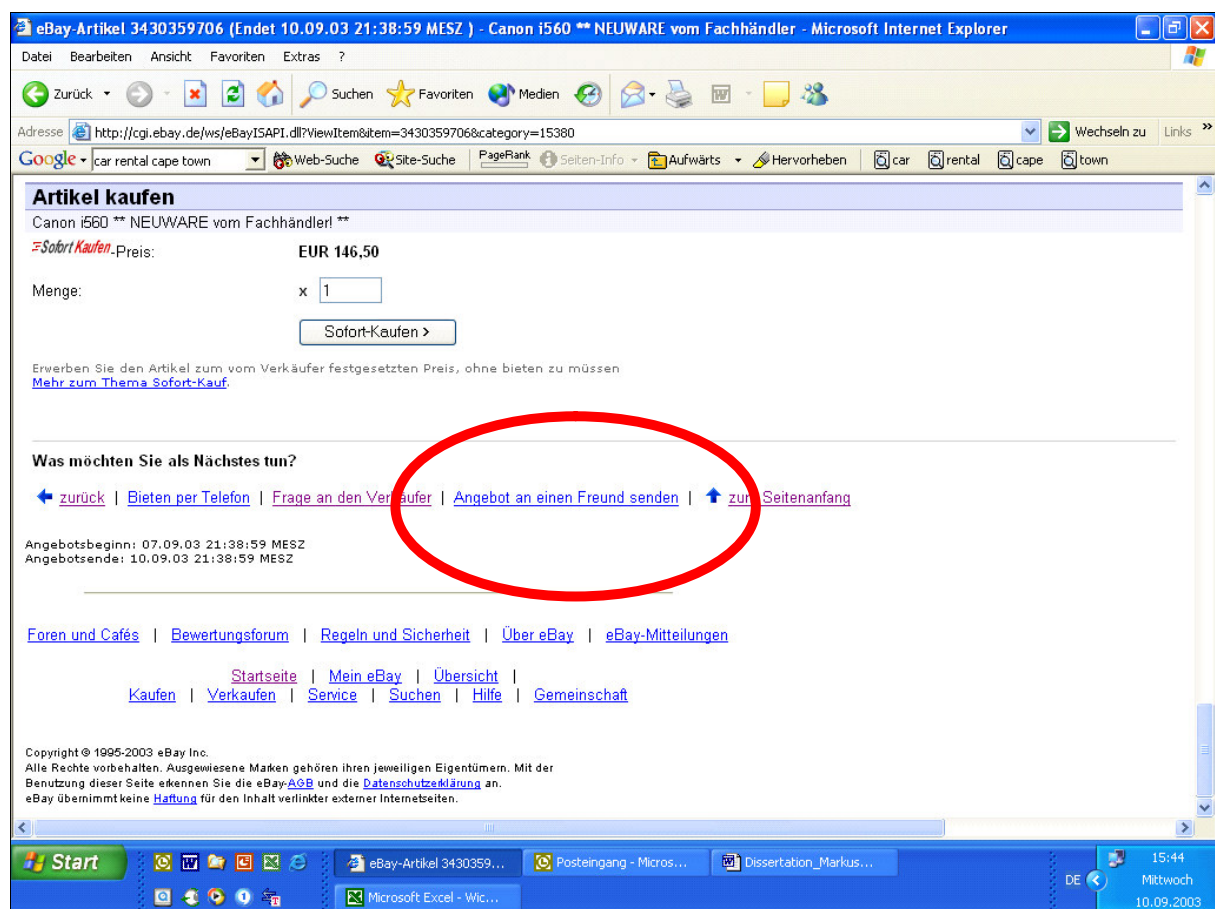 eBay-Artikel 3430359706 (Endet 10.09.03 21:38:59 MESZ ) - Canon i560 ** NEUWARE vom Fachhändler - Microsoft Internet Explorer
Datei Bearbeiten Ansicht Favoriten Extras ?
Zurück Suchen Favoriten Medien
Adresse http://cgi.ebay.de/ws/eBayISAPI.dll?ViewItem&item=3430359706&category=15380 Wechseln zu Links »
Google car rental cape town Web-Suche Site-Suche PageRank Seiten-Info Aufwärts Hervorheben car rental cape town
Artikel kaufen
Canon i560 ** NEUWARE vom Fachhändler! **
Sofort Kaufen-Preis: EUR 146,50
Menge: x 1
Sofort-Kaufen >
Erwerben Sie den Artikel zum vom Verkäufer festgesetzten Preis, ohne bieten zu müssen
Mehr zum Thema Sofort-Kauf.
Was möchten Sie als Nächstes tun?
zurück | Bieten per Telefon | Frage an den Verkäufer | Angebot an einen Freund senden | zum Seitenanfang
Angebotsbeginn: 07.09.03 21:38:59 MESZ
Angebotsende: 10.09.03 21:38:59 MESZ
Foren und Cafés | Bewertungsforum | Regeln und Sicherheit | Über eBay | eBay-Mitteilungen
Startseite | Mein eBay | Übersicht |
Kaufen | Verkaufen | Service | Suchen | Hilfe | Gemeinschaft
Copyright © 1995-2003 eBay Inc.
Alle Rechte vorbehalten. Ausgewiesene Marken gehören ihren jeweiligen Eigentümern. Mit der
Benutzung dieser Seite erkennen Sie die eBay-AGB und die Datenschutzerklärung an.
eBay übernimmt keine Haftung für den Inhalt verlinkter externer Internetseiten.
Start eBay-Artikel 3430359... Posteingang - Micros... Dissertation_Markus... 15:44
DE Mittwoch
Microsoft Excel - Wic... 10.09.2003